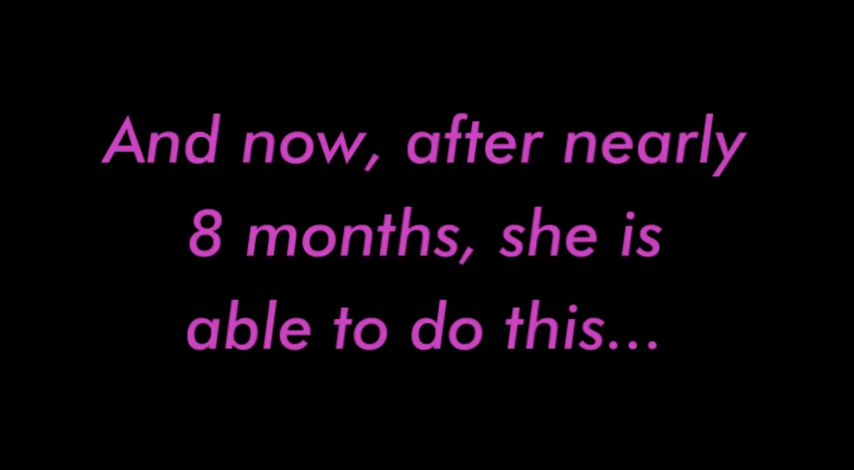 And now, after nearly
8 months, she is
able to do this...